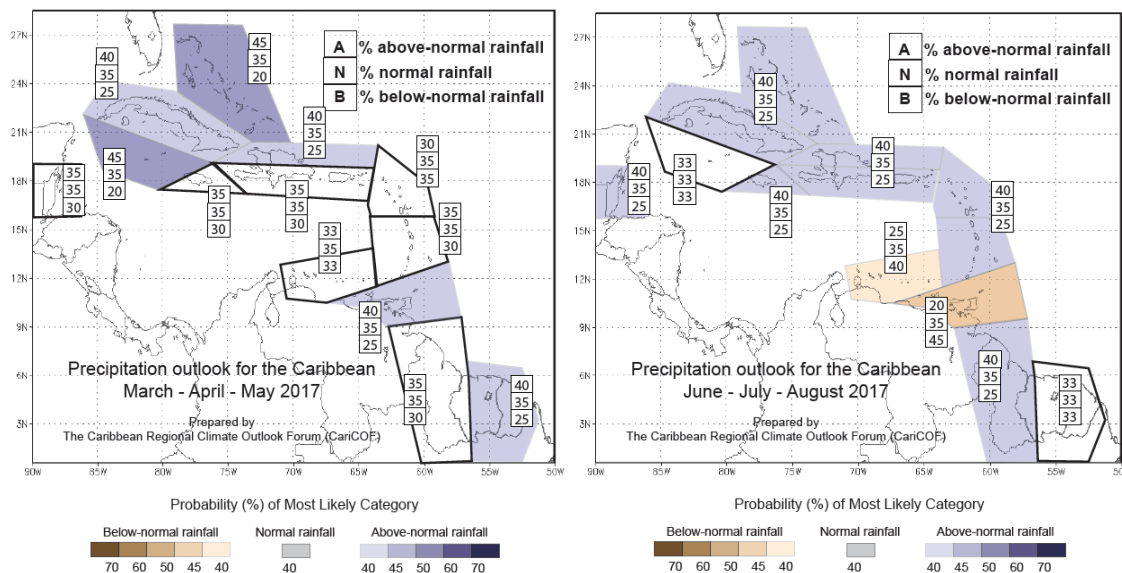 27N
24N
21N
18N
15N
12N
9N
6N
3N
90W
85W
80W
75W
70W
65W
60W
55W
50W
A % above-normal rainfall
N % normal rainfall
B % below-normal rainfall
45
35
20
40
35
25
40
35
25
30
35
35
45
35
20
35
35
30
35
35
30
35
35
30
35
35
30
33
35
33
40
35
25
35
35
30
40
35
25
Precipitation outlook for the Caribbean
March - April - May 2017
Prepared by
The Caribbean Regional Climate Outlook Forum (CariCOF)
Probability (%) of Most Likely Category
Below-normal rainfall
Normal rainfall
Above-normal rainfall
70 60 50 45 40
40
40 45 50 60 70
27N
24N
21N
18N
15N
12N
9N
6N
3N
90W
85W
80W
75W
70W
65W
60W
55W
A % above-normal rainfall
N % normal rainfall
B % below-normal rainfall
40
35
25
40
35
25
33
33
33
40
35
25
40
35
25
40
35
25
25
35
40
20
35
45
40
35
25
33
33
33
Precipitation outlook for the Caribbean
June - July - August 2017
Prepared by
The Caribbean Regional Climate Outlook Forum (CariCOF)
Probability (%) of Most Likely Category
Below-normal rainfall
Normal rainfall
Above-normal rainfall
70 60 50 45 40
40
40 45 50 60 70